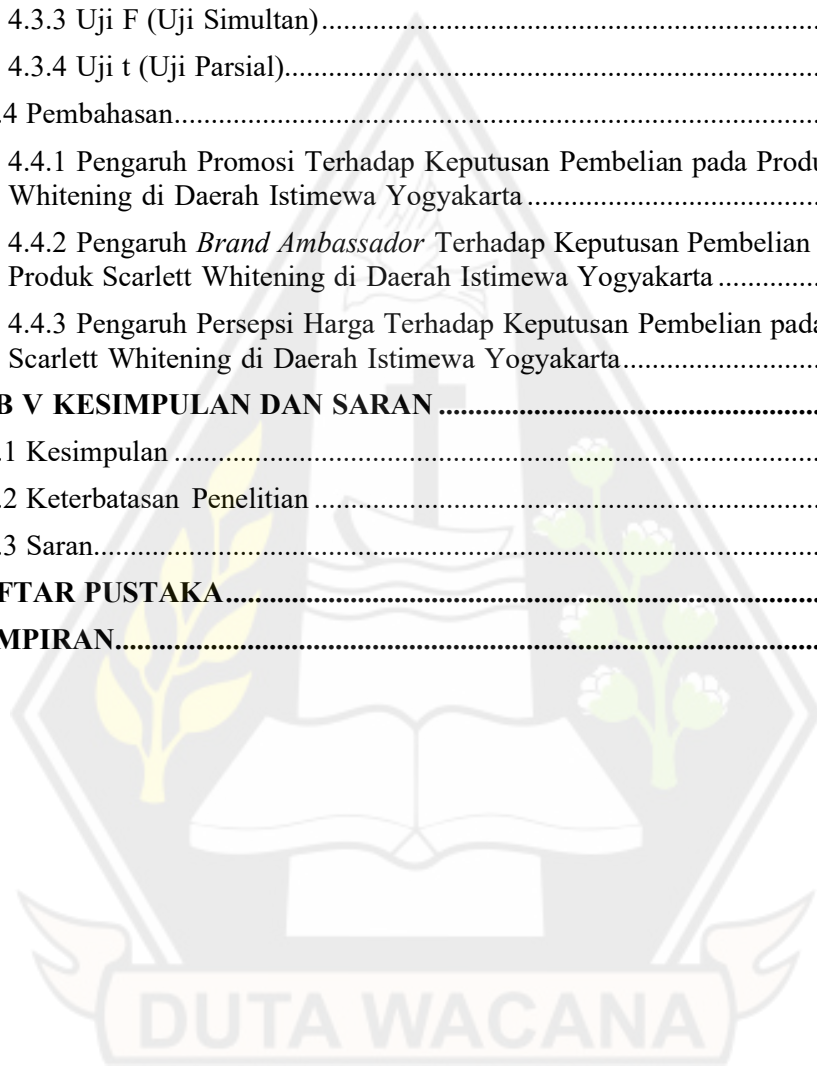 4.3.3 Uji F (Uji Simultan)....................................................................
4.3.4 Uji t (Uji Parsial)....................................................................
.4 Pembahasan....................................................................
4.4.1 Pengaruh Promosi Terhadap Keputusan Pembelian pada Produ
Whitening di Daerah Istimewa Yogyakarta....................................................................
4.4.2 Pengaruh Brand Ambassador Terhadap Keputusan Pembelian
Produk Scarlett Whitening di Daerah Istimewa Yogyakarta....................................................................
4.4.3 Pengaruh Persepsi Harga Terhadap Keputusan Pembelian pada
Scarlett Whitening di Daerah Istimewa Yogyakarta....................................................................
B V KESIMPULAN DAN SARAN....................................................................
.1 Kesimpulan....................................................................
.2 Keterbatasan Penelitian....................................................................
.3 Saran....................................................................
FTAR PUSTAKA....................................................................
MPIRAN....................................................................
DUTA WACANA